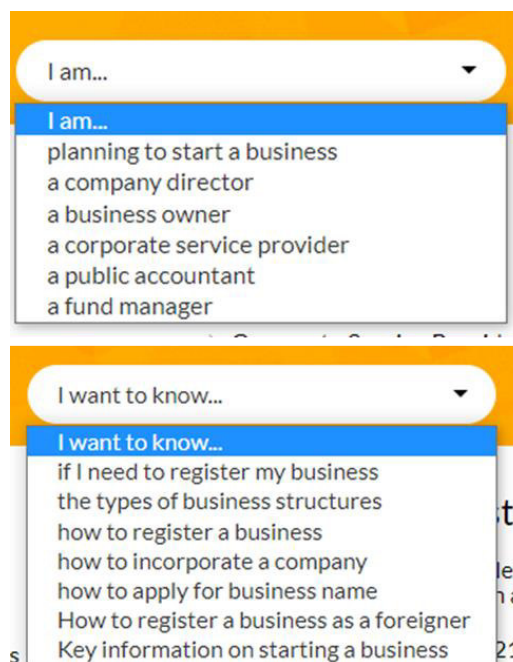 I am...
I am...
planning to start a business
a company director
a business owner
a corporate service provider
a public accountant
a fund manager
I want to know...
I want to know...
if I need to register my business
the types of business structures
how to register a business
how to incorporate a company
how to apply for business name
How to register a business as a foreigner
Key information on starting a business